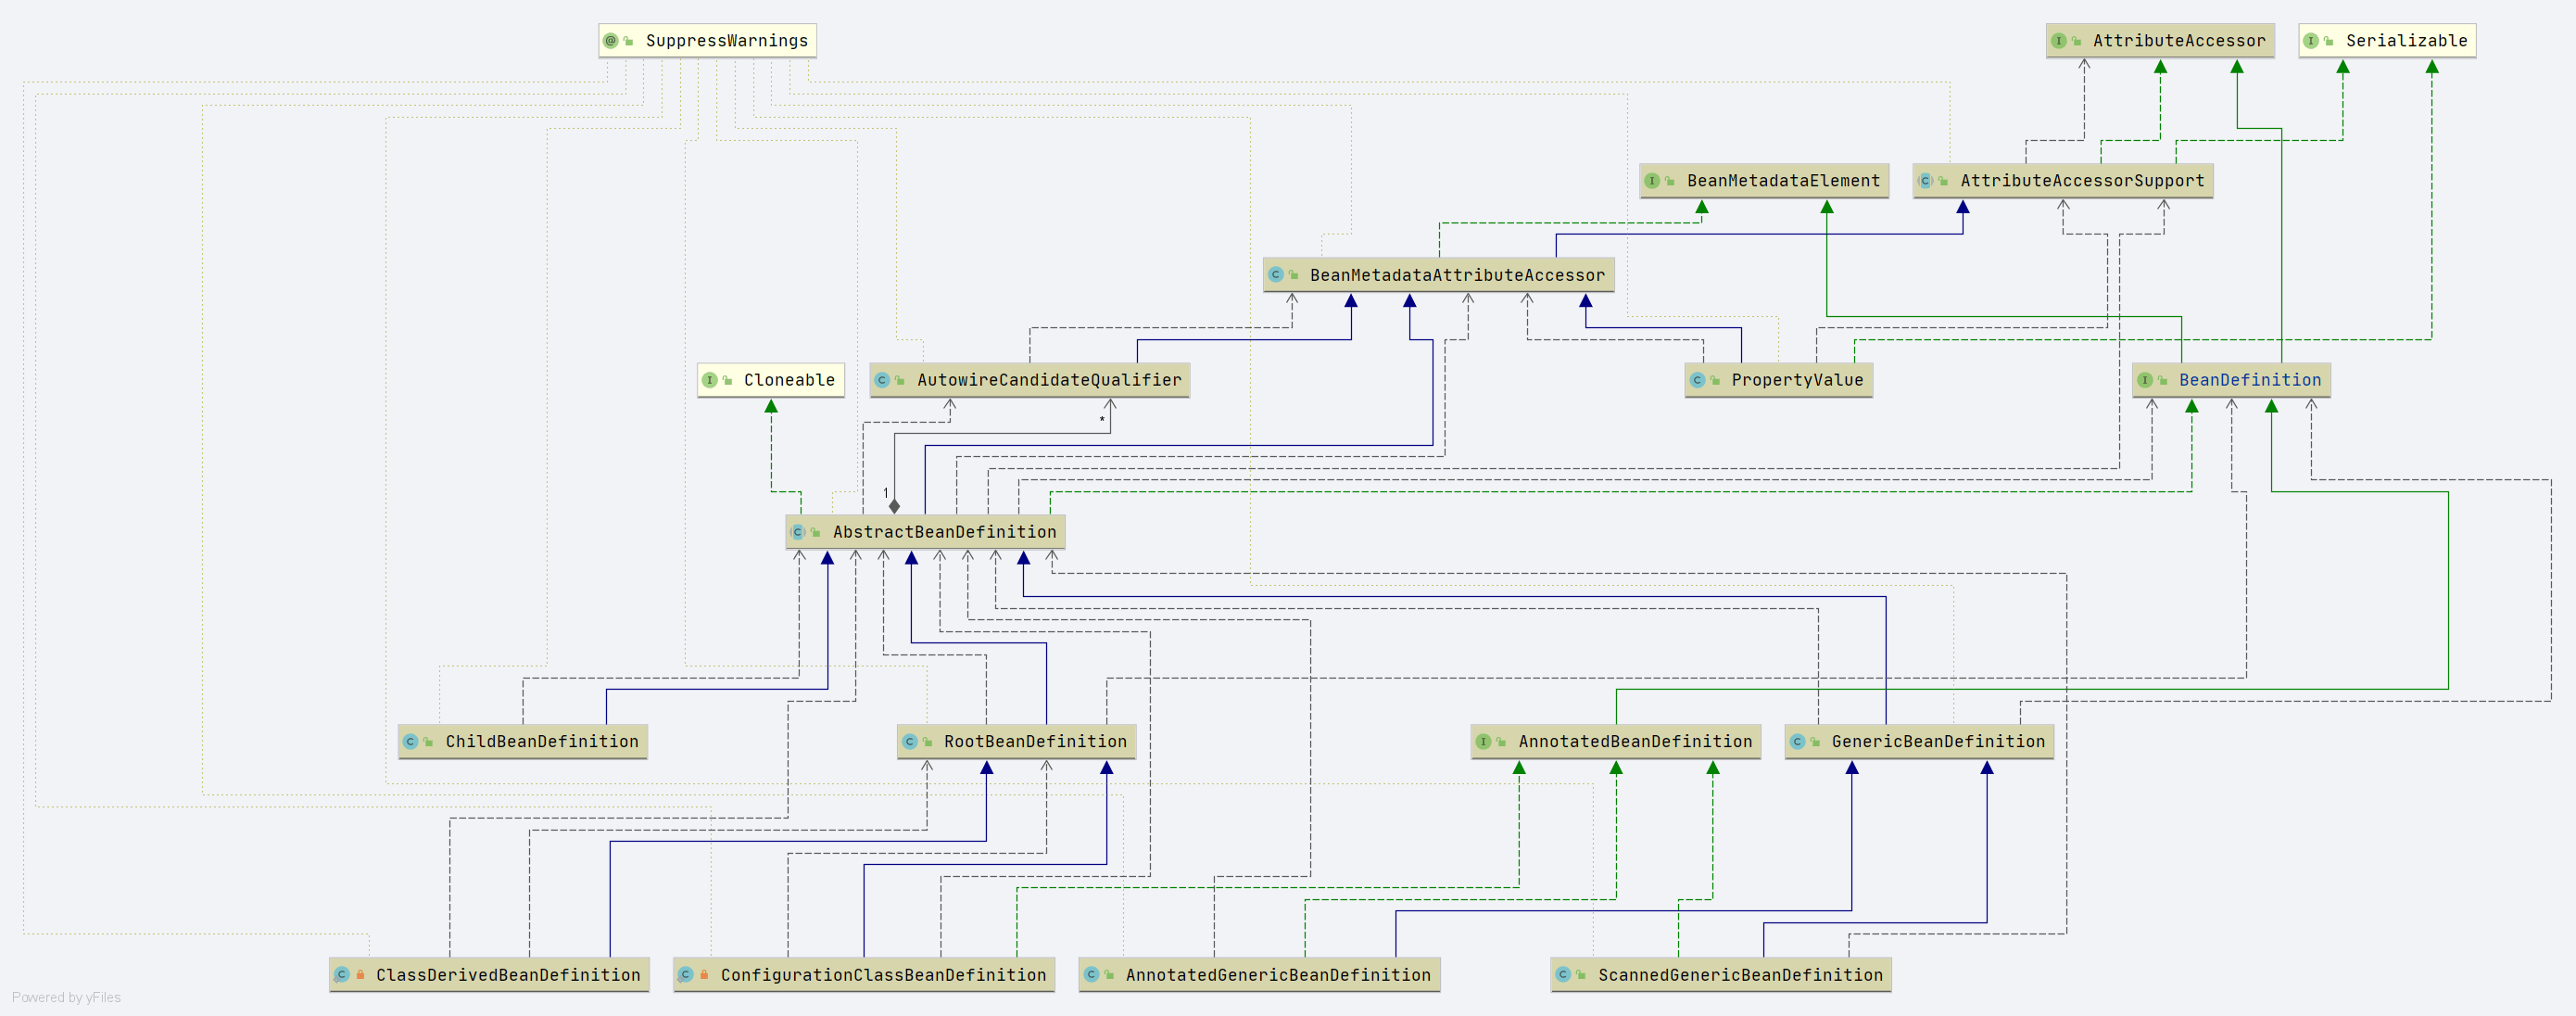 SuppressWarnings
AttributeAccessor
Serializable
BeanMetadataElement
AttributeAccessorSupport
BeanMetadataAttributeAccessor
Cloneable
AutowireCandidateQualifier
PropertyValue
BeanDefinition
*
1
AbstractBeanDefinition
ChildBeanDefinition
RootBeanDefinition
AnnotatedBeanDefinition
GenericBeanDefinition
ClassDerivedBeanDefinition
ConfigurationClassBeanDefinition
AnnotatedGenericBeanDefinition
ScannedGenericBeanDefinition
Powered by yFiles